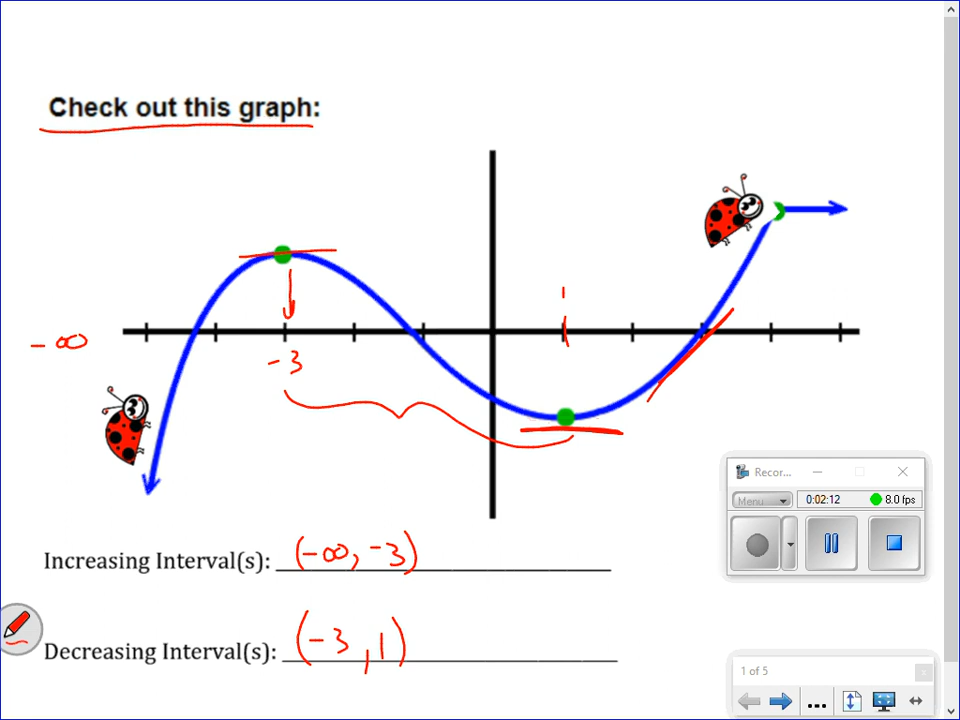 Check out this graph:
1
-∞
-3
Recor...
Menu
0:02:12
8.0 fps
Increasing Interval(s): (-∞, -3)
Decreasing Interval(s): (-3, 1)
1 of 5
...